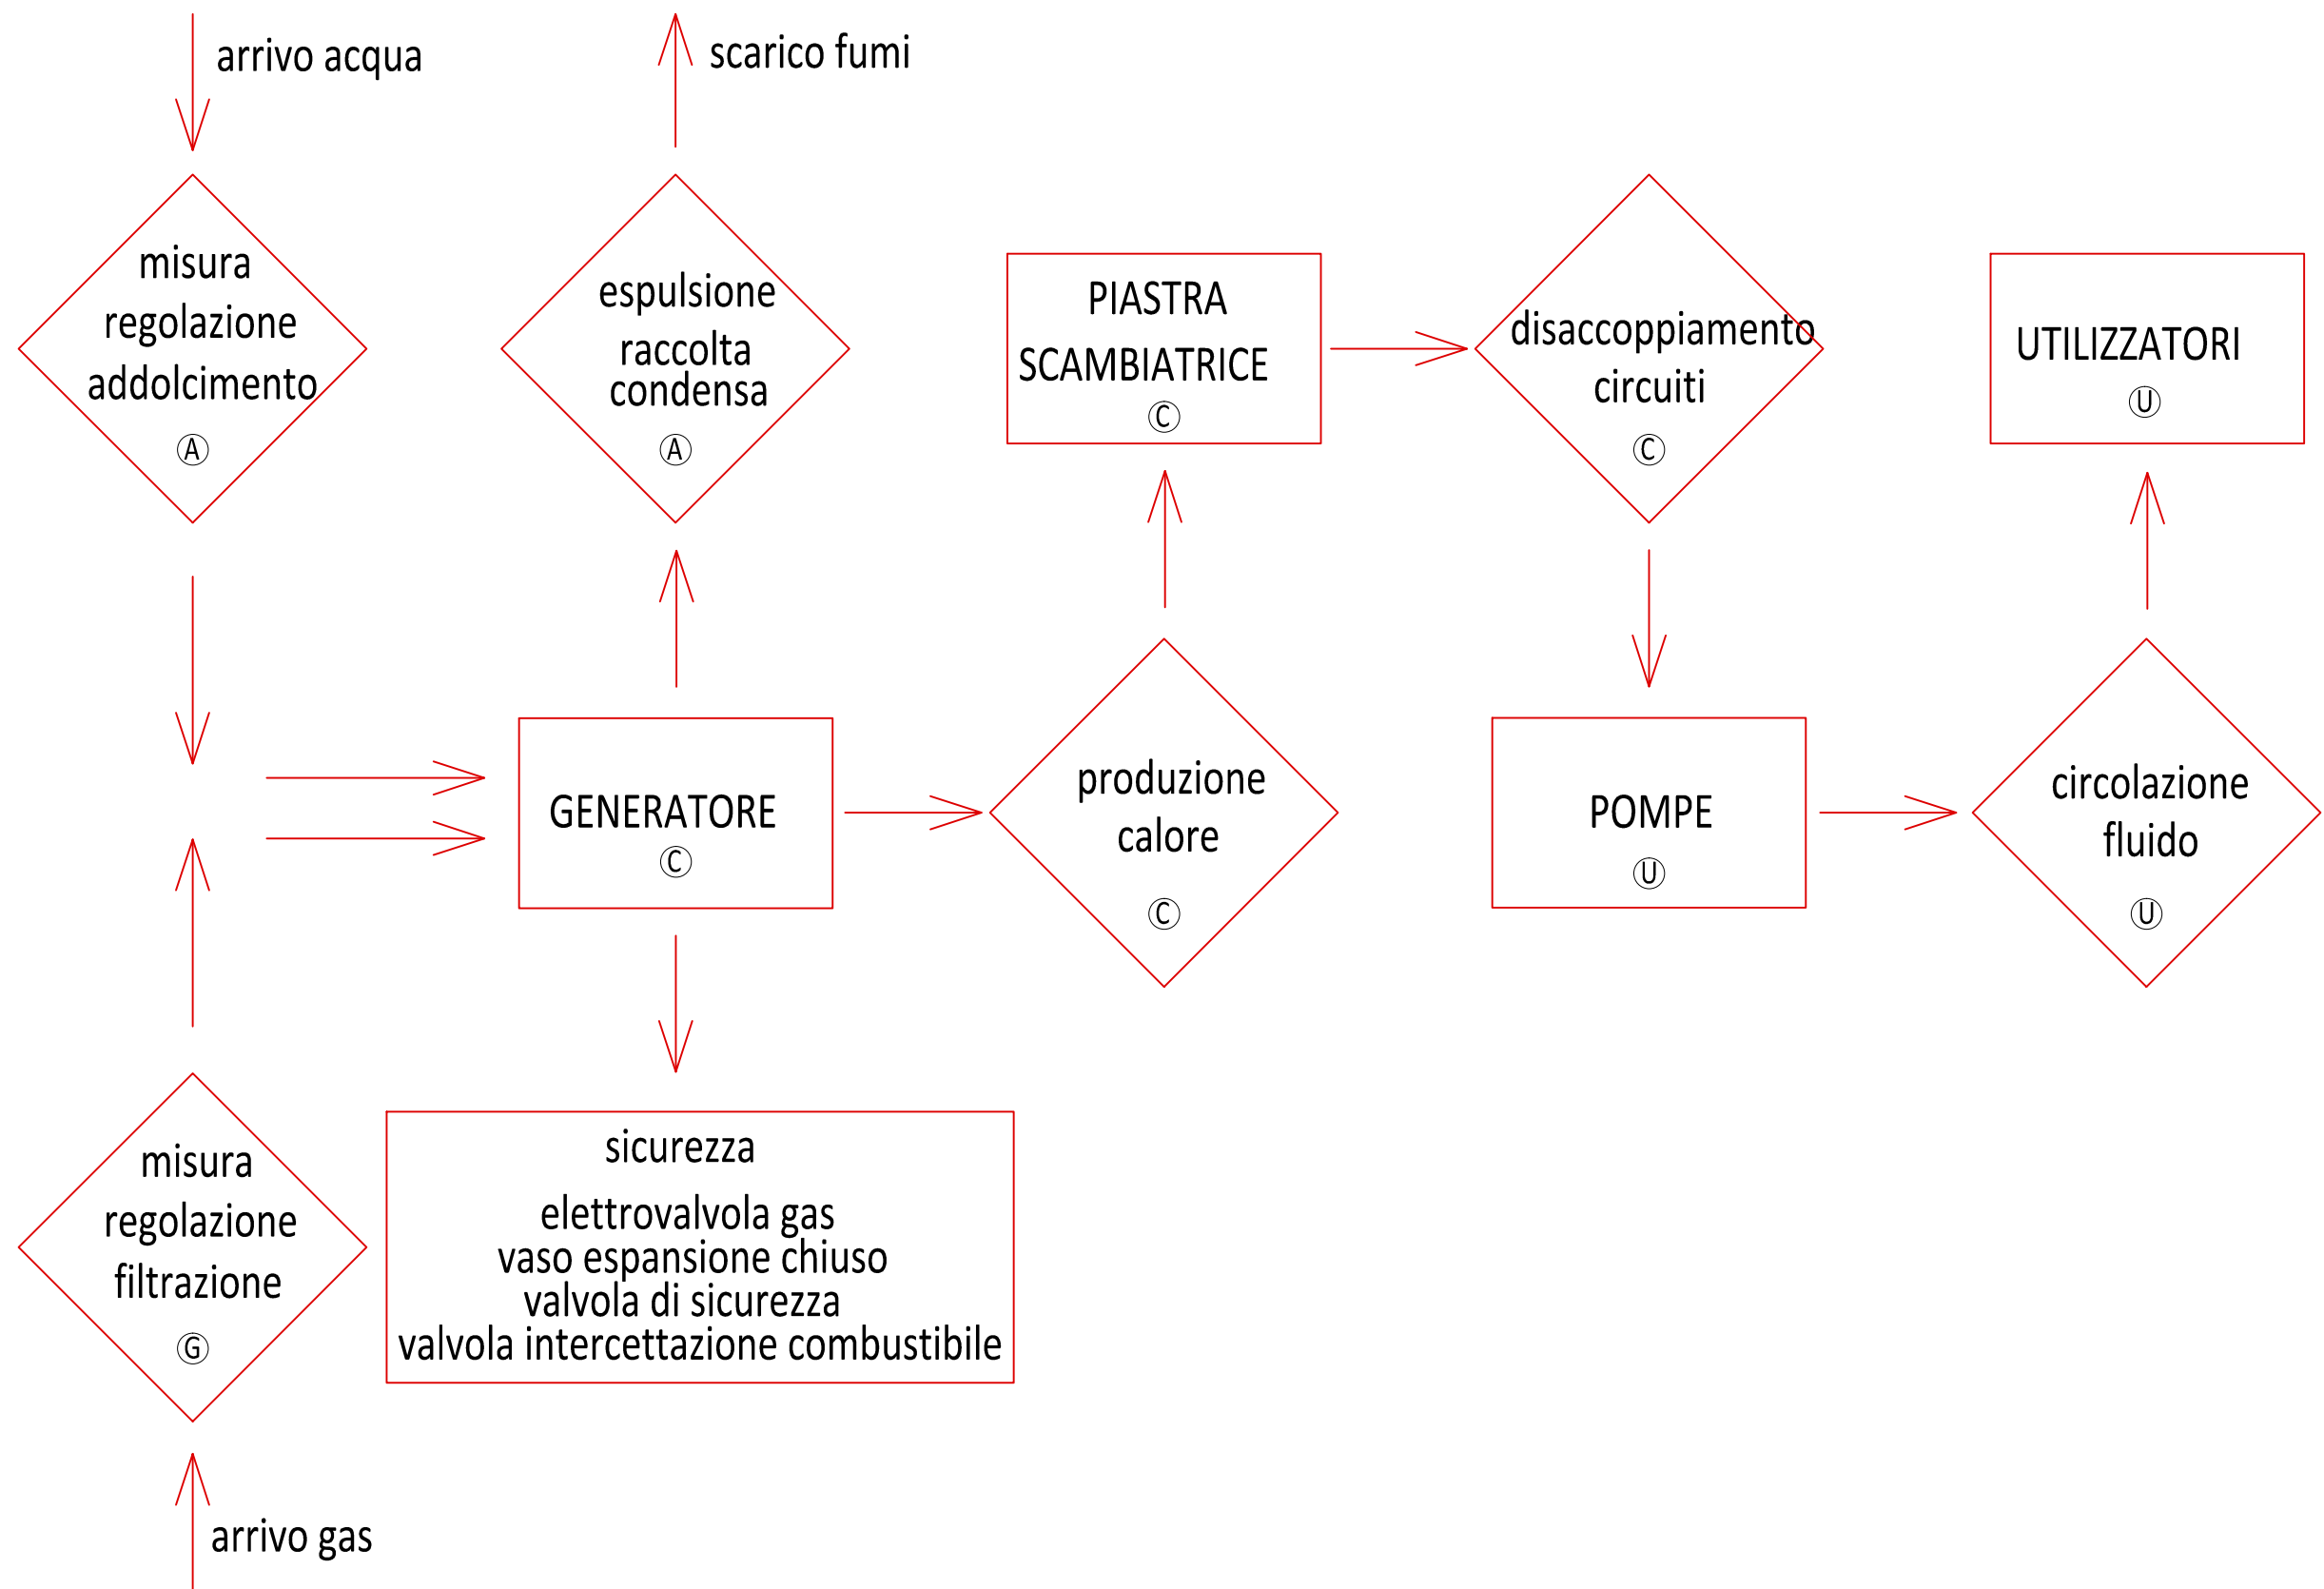 arrivo acqua
scarico fumi
misura
regolazione
addolcimento
A
espulsione
raccolta
condensa
A
PIASTRA
SCAMBIATRICE
C
disaccoppiamento
circuiti
C
UTILIZZATORI
U
GENERATORE
C
produzione
calore
C
POMPE
U
circolazione
fluido
U
misura
regolazione
filtrazione
G
sicurezza
elettrovalvola gas
vaso espansione chiuso
valvola di sicurezza
valvola intercettazione combustibile
arrivo gas